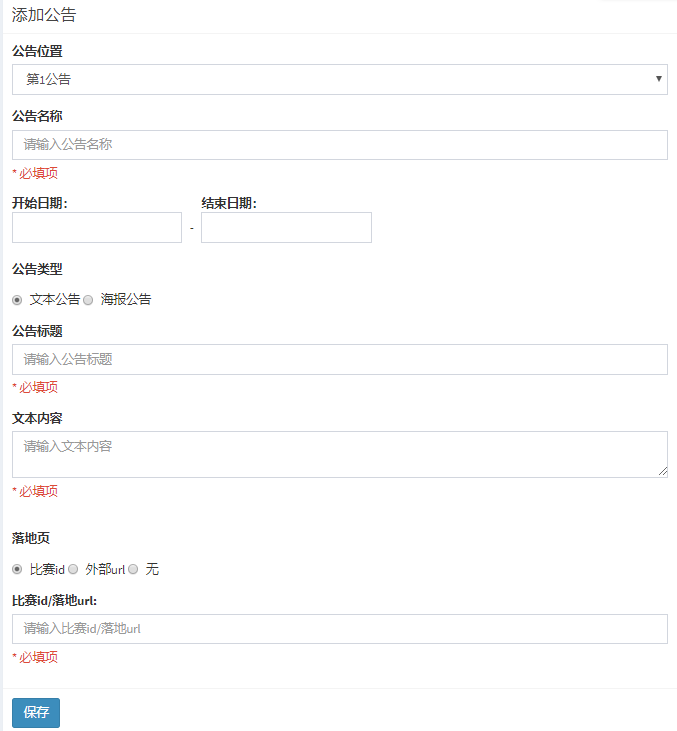 添加公告
公告位置
第1公告
公告名称
请输入公告名称
* 必填项
开始日期: 结束日期:
-
公告类型
文本公告 海报公告
公告标题
请输入公告标题
* 必填项
文本内容
请输入文本内容
* 必填项
落地页
比赛id 外部url 无
比赛id/落地url:
请输入比赛id/落地url
* 必填项
保存